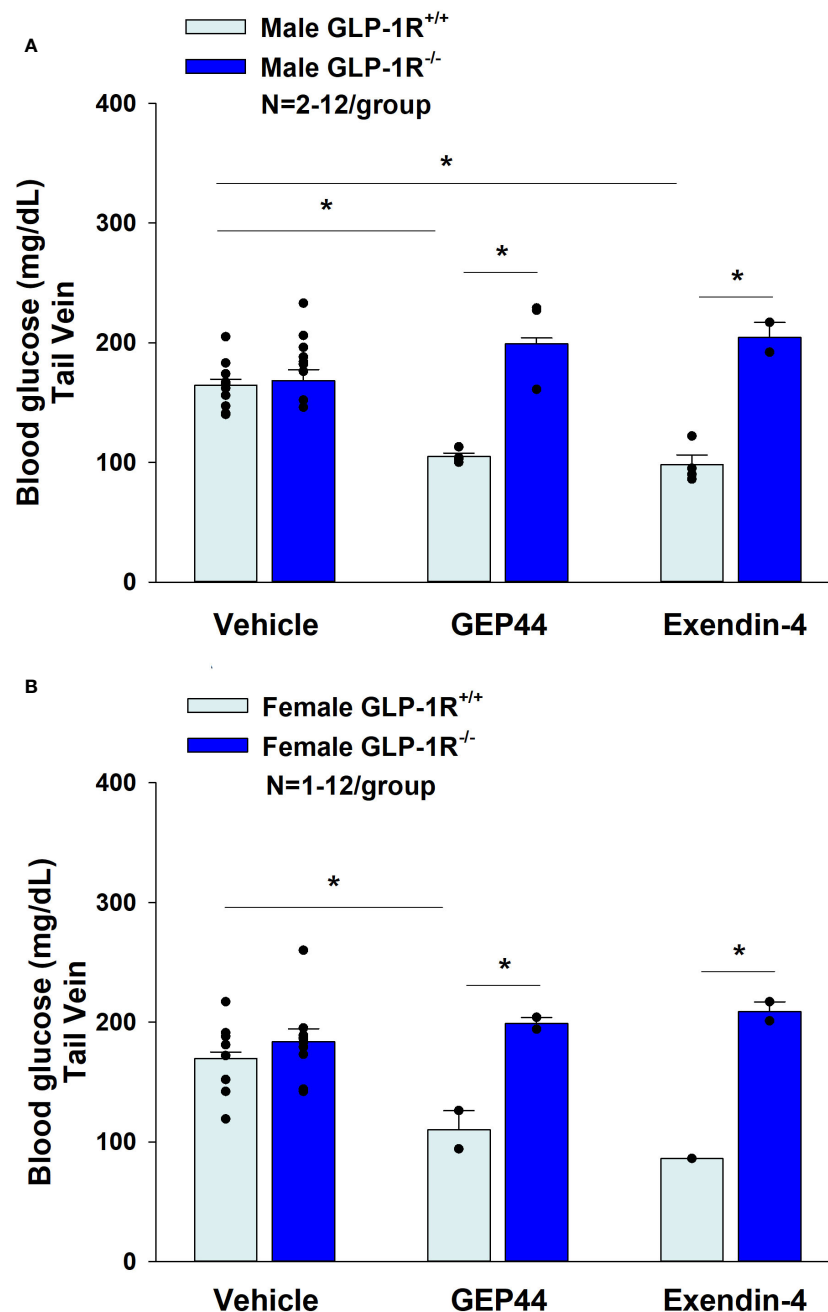 A
Male GLP-1R+/+
Male GLP-1R-/-
N=2-12/group
400
300
200
100
0
Blood glucose (mg/dL)
Tail Vein
*
*
*
*
Vehicle GEP44 Exendin-4
B
Female GLP-1R+/+
Female GLP-1R-/-
N=1-12/group
400
300
200
100
0
Blood glucose (mg/dL)
Tail Vein
*
*
*
Vehicle GEP44 Exendin-4